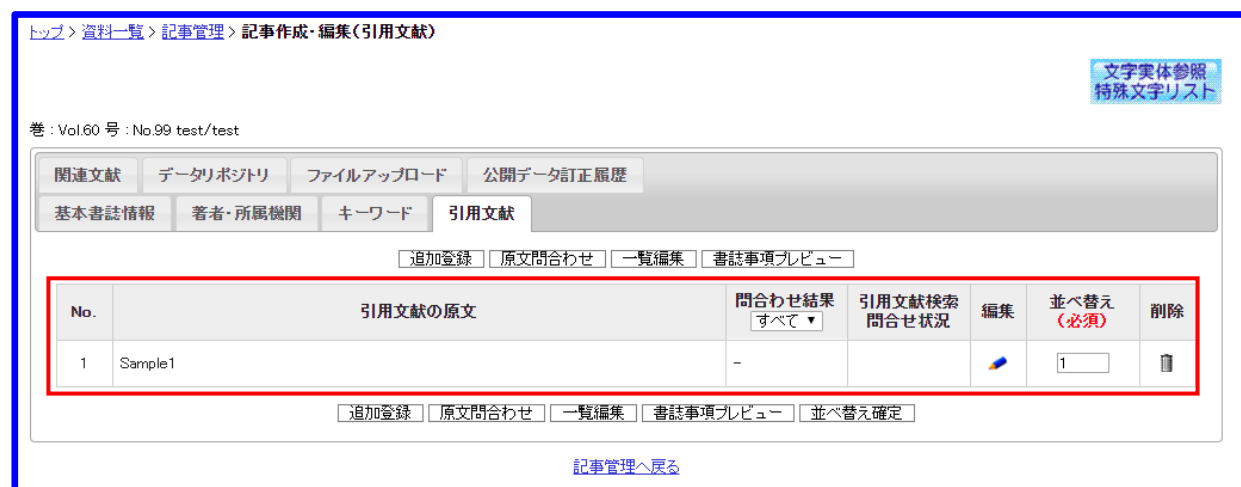 トップ > 資料一覧 > 記事管理 > 記事作成・編集(引用文献)
文字実体参照
特殊文字リスト
巻 : Vol.60 号 : No.99 test/test
関連文献 データリポジトリ ファイルアップロード 公開データ訂正履歴
基本書誌情報 著者・所属機関 キーワード 引用文献
追加登録 原文問合わせ 一覧編集 書誌事項プレビュー
No. 引用文献の原文 問合わせ結果 すべて ▼ 引用文献検索 問合せ状況 編集 並べ替え (必須) 削除
1 Sample1 - 1
追加登録 原文問合わせ 一覧編集 書誌事項プレビュー 並べ替え確定
記事管理へ戻る